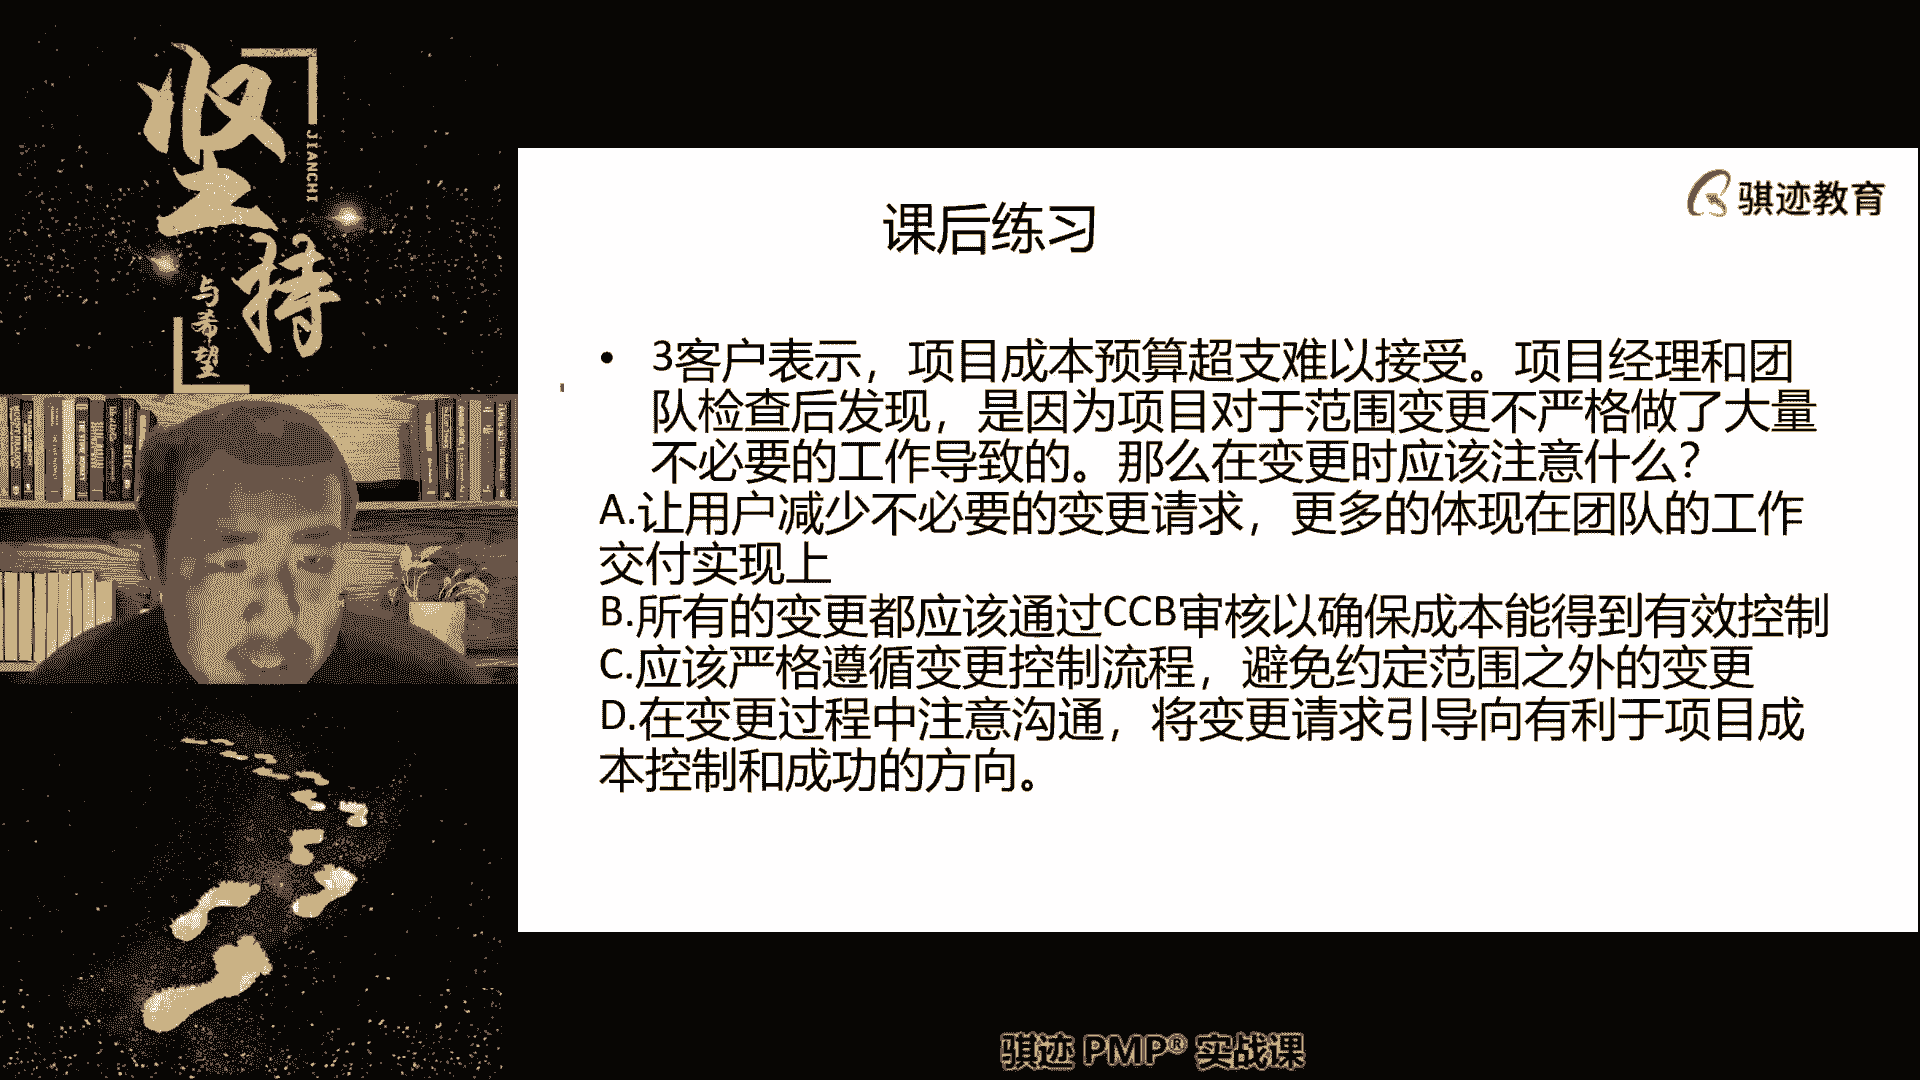 坚持
JIANCHI
与希望
骐迹教育
课后练习
• 3客户表示，项目成本预算超支难以接受。项目经理和团
队检查后发现，是因为项目对于范围变更不严格做了大量
不必要的工作导致的。那么在变更时应该注意什么？
A.让用户减少不必要的变更请求，更多的体现在团队的工作
交付实现上
B.所有的变更都应该通过CCB审核以确保成本能得到有效控制
C.应该严格遵循变更控制流程，避免约定范围之外的变更
D.在变更过程中注意沟通，将变更请求引导向有利于项目成
本控制和成功的方向。
骐迹 PMP® 实战课